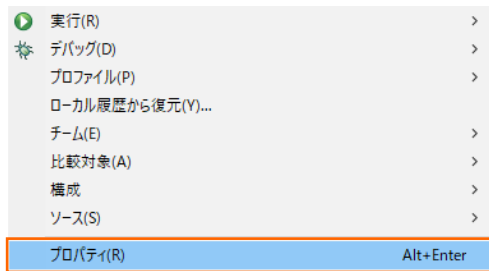 実行(R)
デバッグ(D)
プロファイル(P)
ローカル履歴から復元(Y)...
チーム(E)
比較対象(A)
構成
ソース(S)
プロパティ(R) Alt+Enter